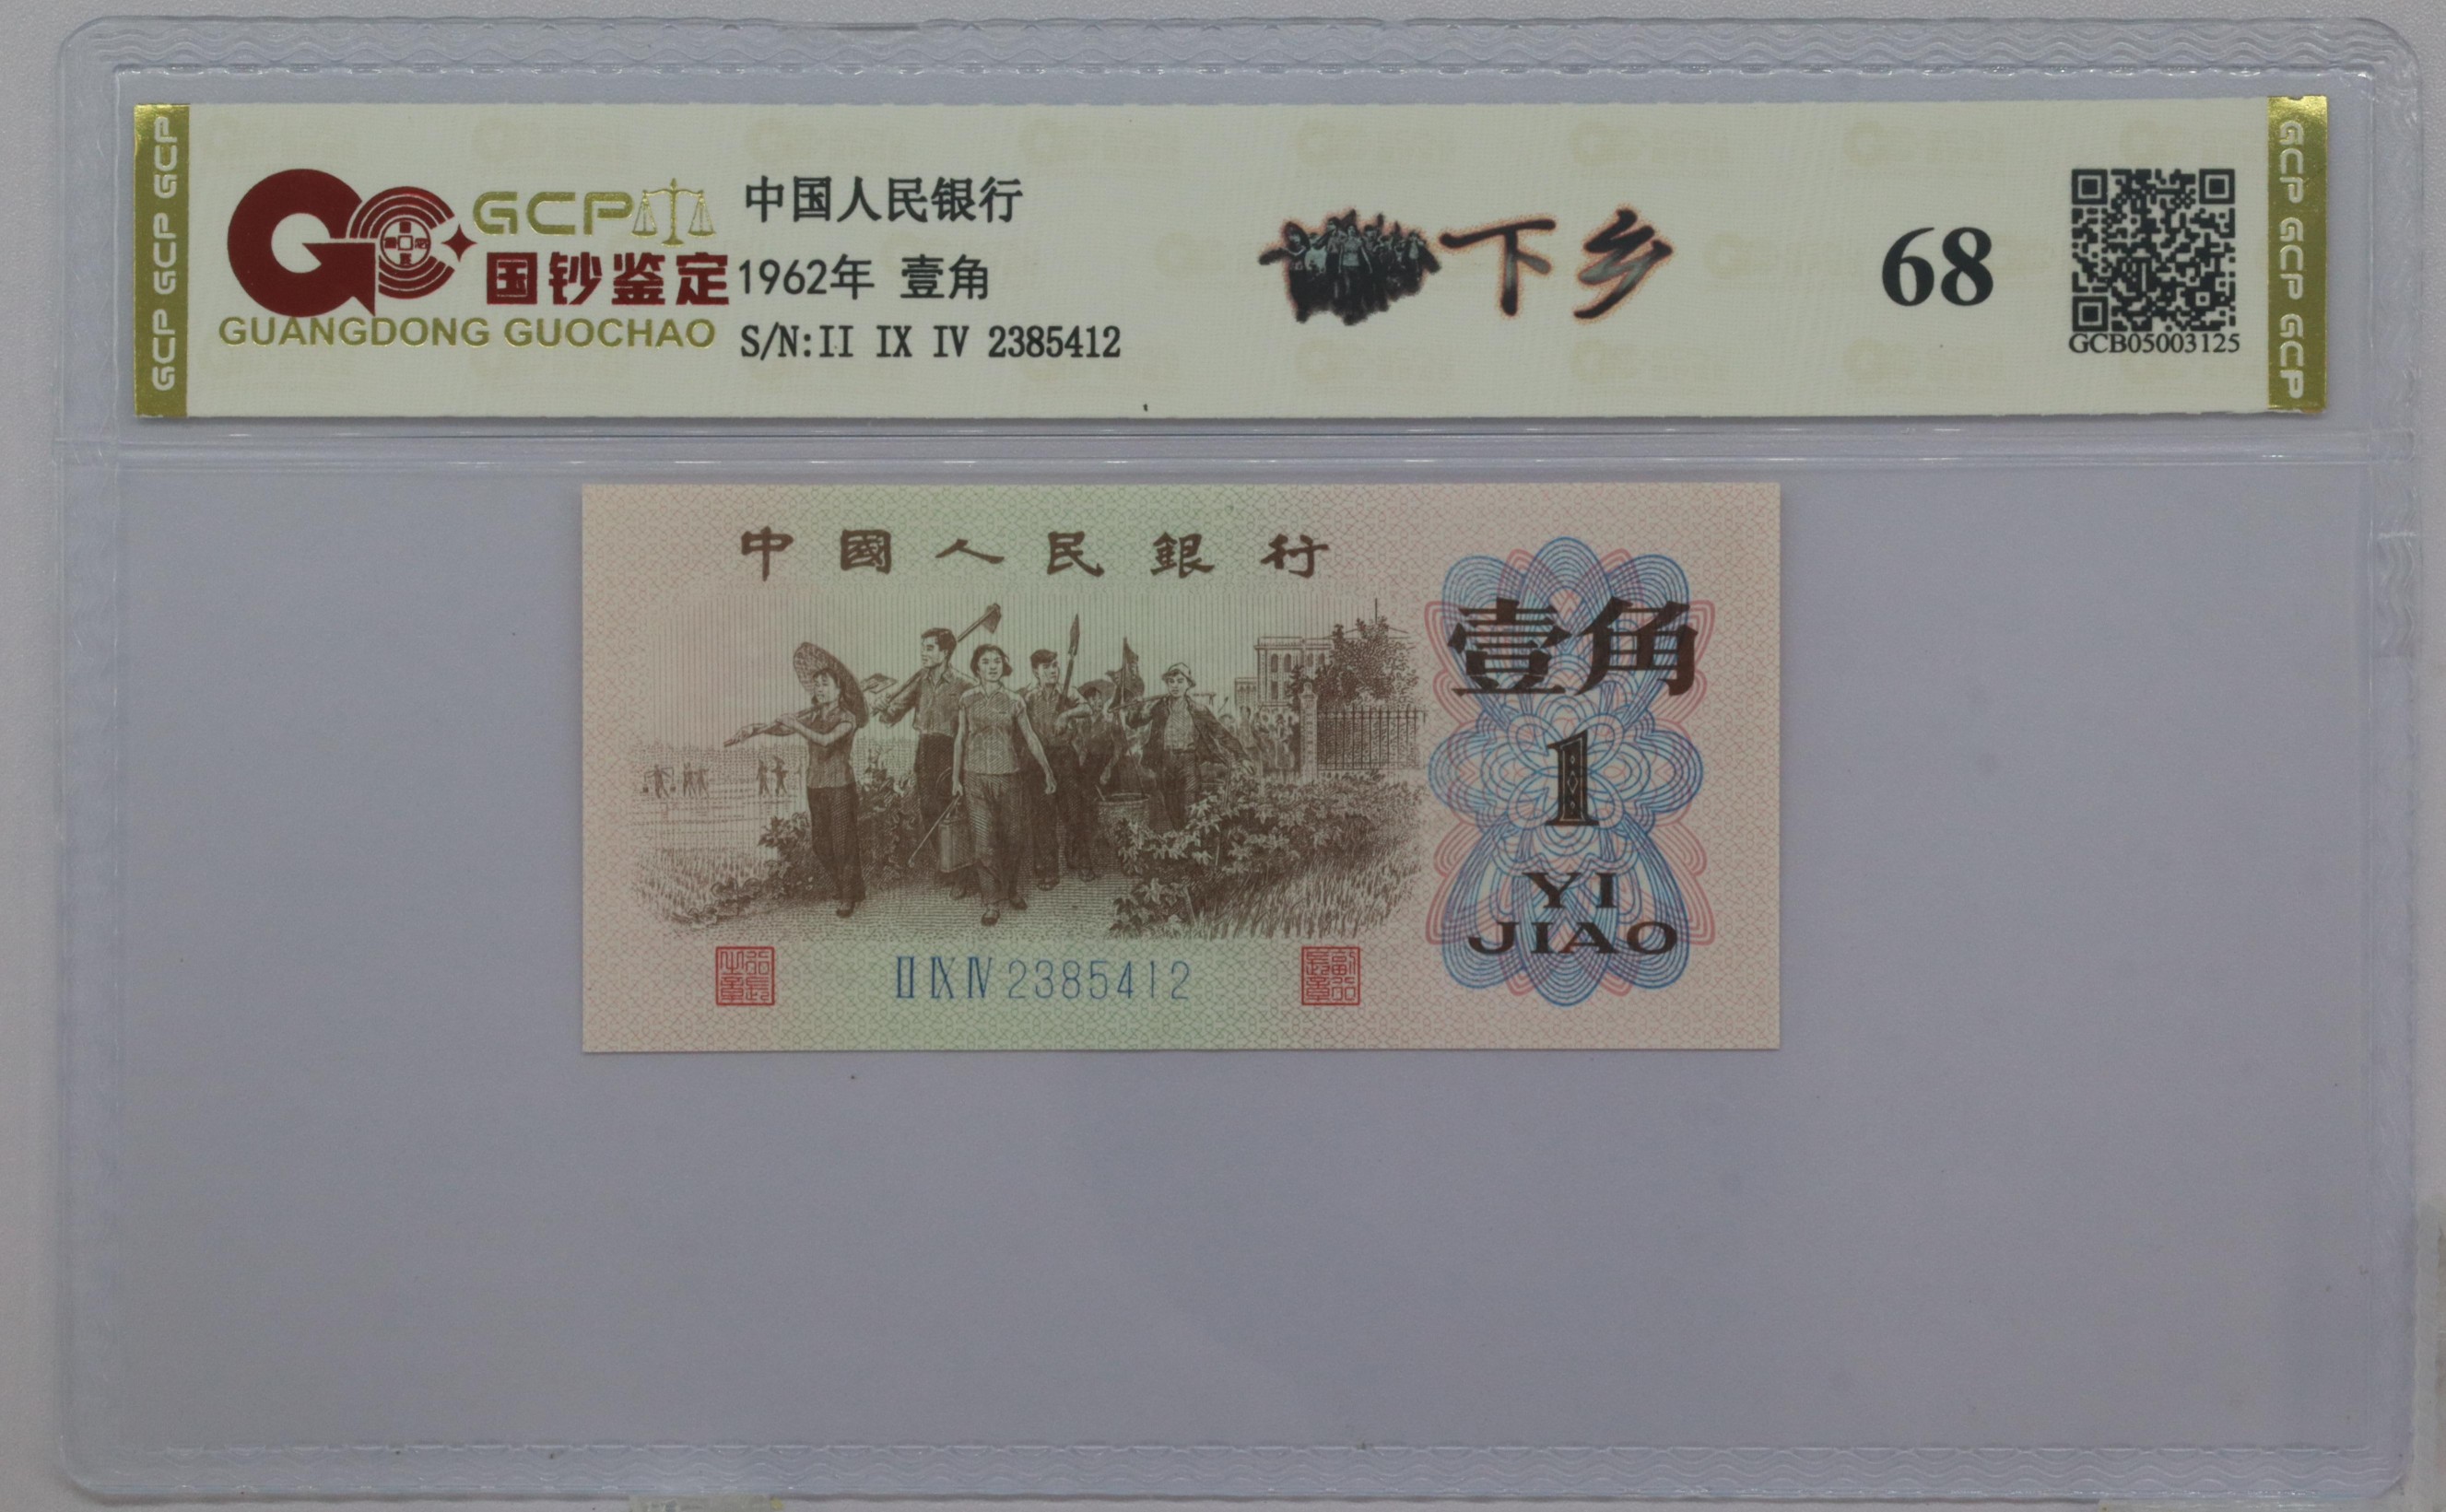 GCP GCP GCP
GCP
国钞鉴定
GUANGDONG GUOCHAO
中国人民银行
1962年 壹角
S/N:II IX IV 2385412
下乡
68
GCB05003125
GCP GCP GCP
中國人民銀行
壹角
1
YI
JIAO
II IX IV 2385412